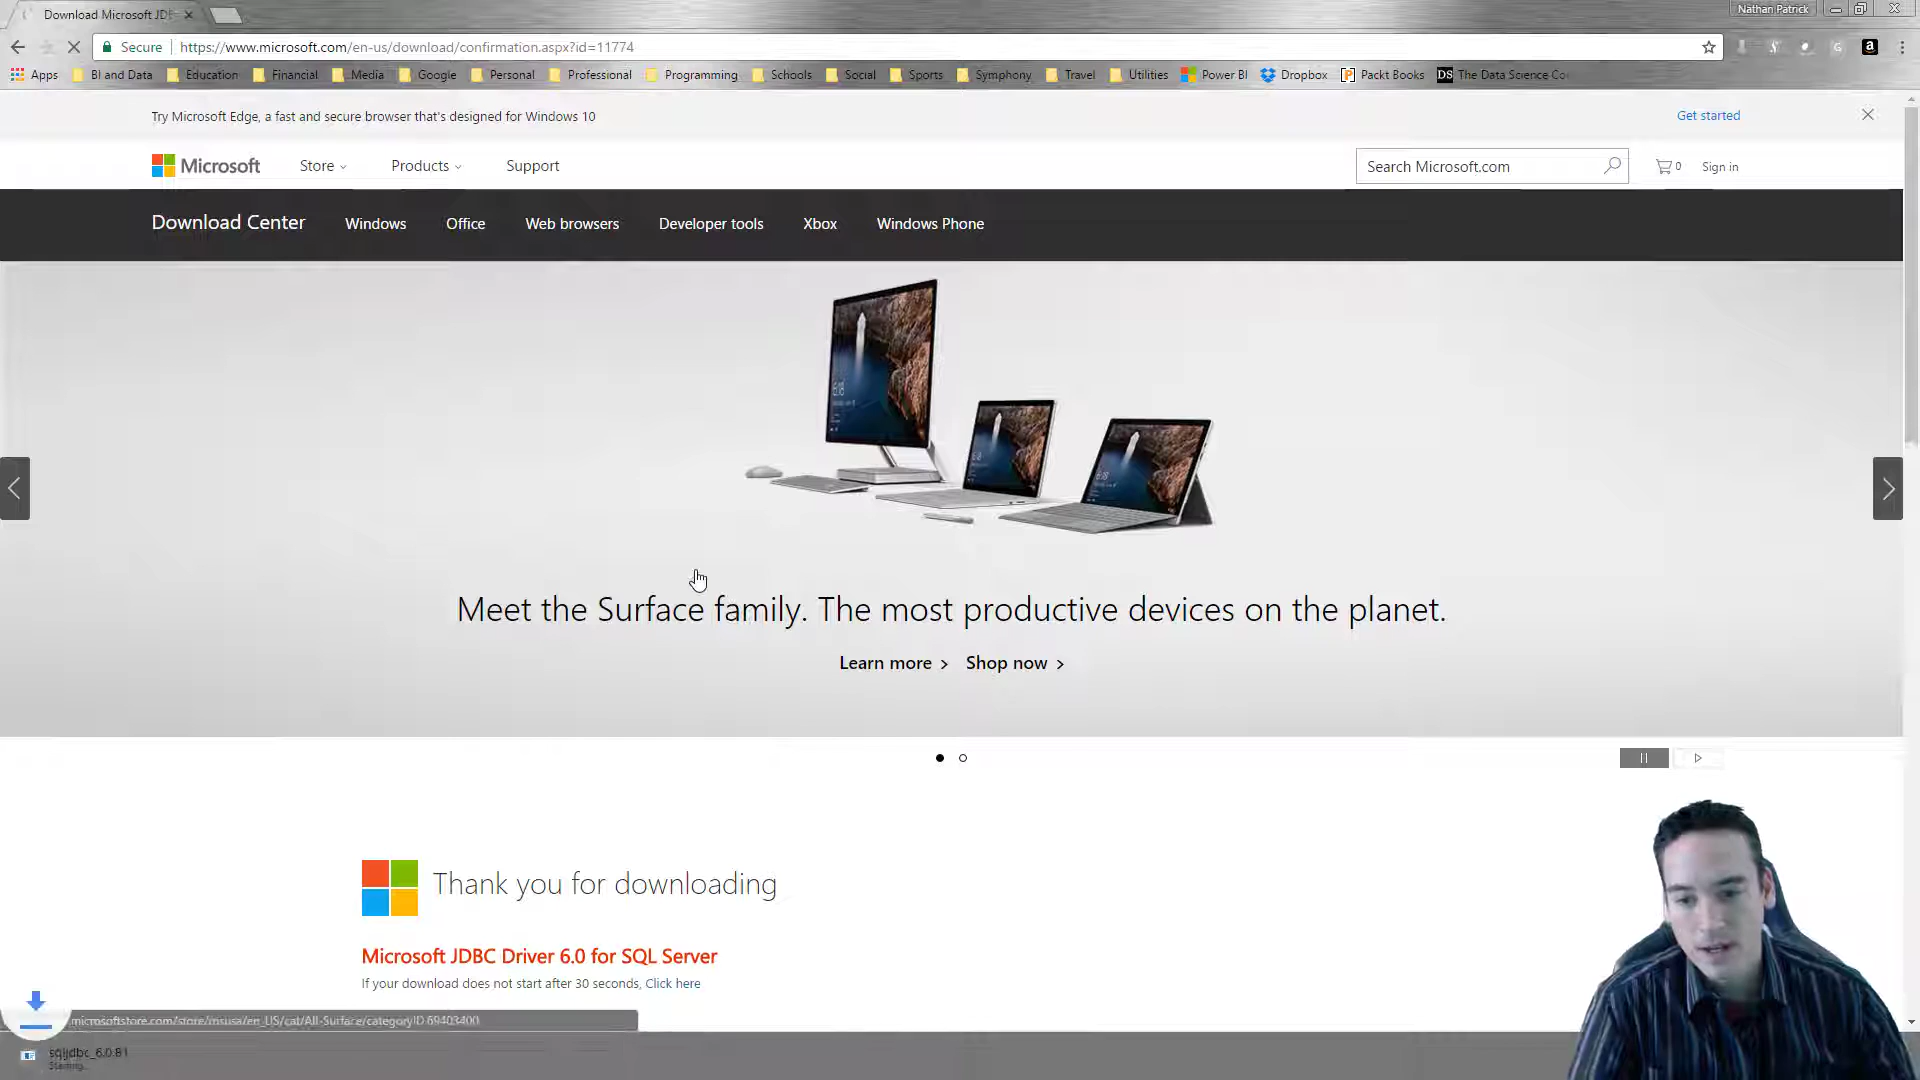 Download Microsoft JDB
Nathan Patrick
Secure https://www.microsoft.com/en-us/download/confirmation.aspx?id=11774
Apps BI and Data Education Financial Media Google Personal Professional Programming Schools Social Sports Symphony Travel Utilities Power BI Dropbox Packt Books DS The Data Science Co
Try Microsoft Edge, a fast and secure browser that's designed for Windows 10 Get started
Microsoft Store Products Support Search Microsoft.com 0 Sign in
Download Center Windows Office Web browsers Developer tools Xbox Windows Phone
Meet the Surface family. The most productive devices on the planet.
Learn more > Shop now >
Thank you for downloading
Microsoft JDBC Driver 6.0 for SQL Server
If your download does not start after 30 seconds, Click here
microsoftstore.com/store/msusa/en_US/cat/All-Surface/categoryID.69403400
sqljdbc_6.0.81
Starting...